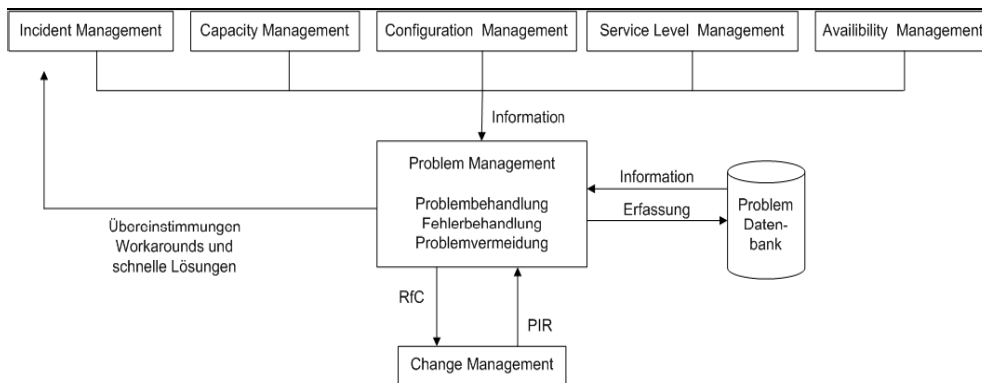 Incident Management
Capacity Management
Configuration Management
Service Level Management
Availibility Management
Information
Problem Management
Problembehandlung
Fehlerbehandlung
Problemvermeidung
Information
Erfassung
Problem
Daten-
bank
Übereinstimmungen
Workarounds und
schnelle Lösungen
RfC
PIR
Change Management